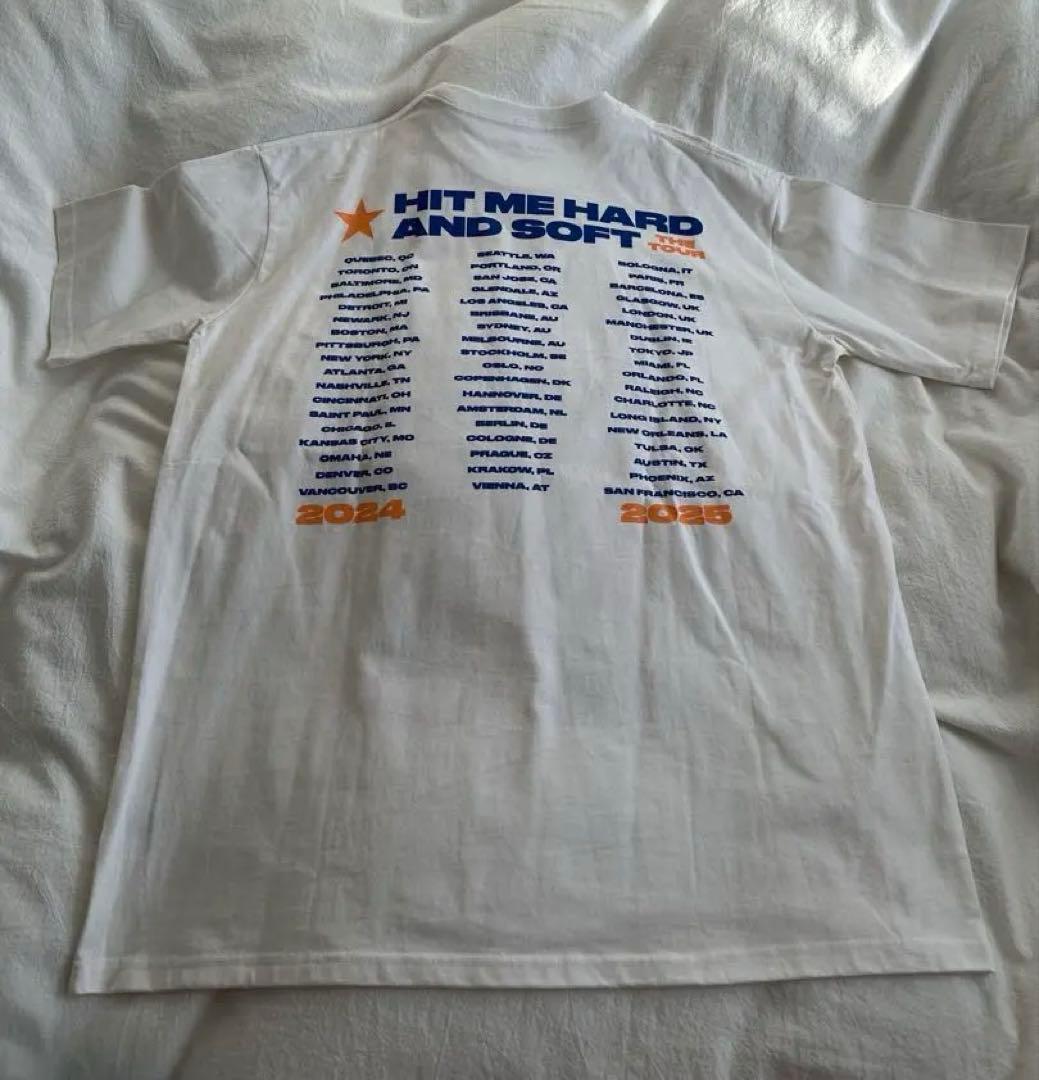 HIT ME HARD
AND SOFT THE
TOUR
QUEBEC, QC
TORONTO, ON
BALTIMORE, MD
PHILADELPHIA, PA
DETROIT, MI
NEWARK, NJ
BOSTON, MA
PITTSBURGH, PA
NEW YORK, NY
ATLANTA, GA
NASHVILLE, TN
CINCINNATI, OH
SAINT PAUL, MN
CHICAGO, IL
KANSAS CITY, MO
OMAHA, NE
DENVER, CO
VANCOUVER, BC
2024
SEATTLE, WA
PORTLAND, OR
SAN JOSE, CA
GLENDALE, AZ
LOS ANGELES, CA
BRISBANE, AU
SYDNEY, AU
MELBOURNE, AU
STOCKHOLM, SE
OSLO, NO
COPENHAGEN, DK
HANNOVER, DE
AMSTERDAM, NL
BERLIN, DE
COLOGNE, DE
PRAGUE, CZ
KRAKOW, PL
VIENNA, AT
BOLOGNA, IT
PARIS, FR
BARCELONA, ES
GLASGOW, UK
LONDON, UK
MANCHESTER, UK
DUBLIN, IE
TOKYO, JP
MIAMI, FL
ORLANDO, FL
RALEIGH, NC
CHARLOTTE, NC
LONG ISLAND, NY
NEW ORLEANS, LA
TULSA, OK
AUSTIN, TX
PHOENIX, AZ
SAN FRANCISCO, CA
2025